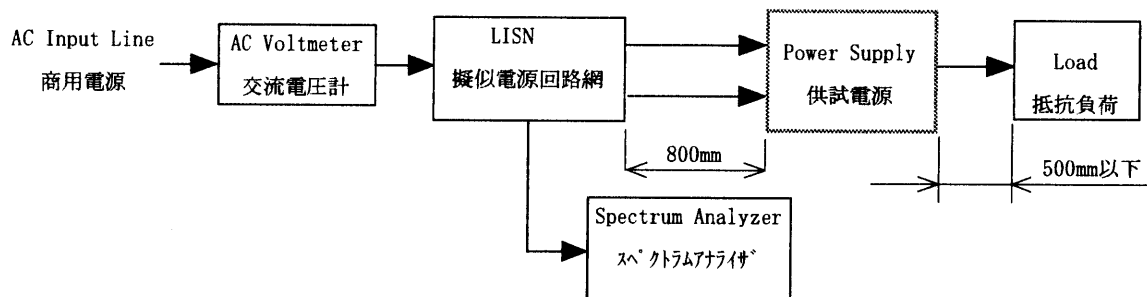 AC Input Line
商用電源
AC Voltmeter
交流電圧計
LISN
擬似電源回路網
Power Supply
供試電源
Load
抵抗負荷
800mm
500mm以下
Spectrum Analyzer
ｽﾍﾟｸﾄﾗﾑｱﾅﾗｲｻﾞ